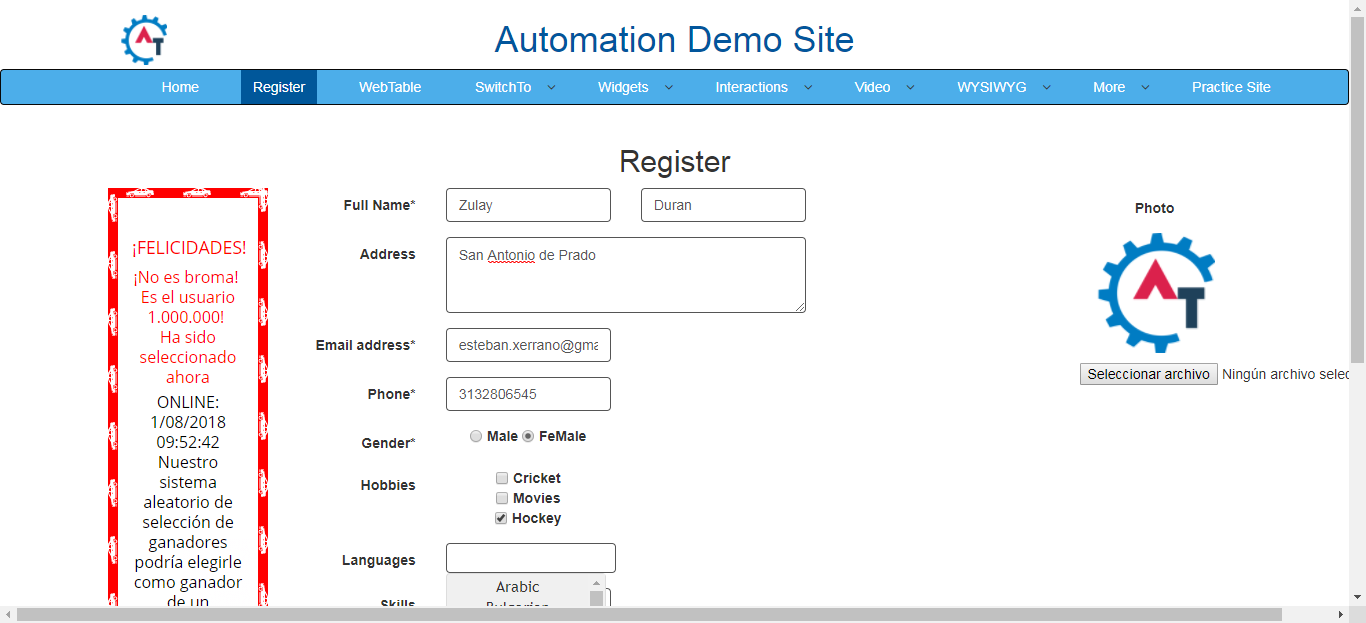 Automation Demo Site
Home Register WebTable SwitchTo Widgets Interactions Video WYSIWYG More Practice Site
Register
¡FELICIDADES!
¡No es broma!
Es el usuario
1.000.000!
Ha sido
seleccionado
ahora
ONLINE:
1/08/2018
09:52:42
Nuestro
sistema
aleatorio de
selección de
ganadores
podría elegirle
como ganador
de un
Full Name* Zulay Duran
Address San Antonio de Prado
Email address* esteban.xerrano@gma
Phone* 3132806545
Gender* Male FeMale
Hobbies Cricket
Movies
Hockey
Languages
Arabic
Bulgarian
Skills
Photo
AT
Seleccionar archivo Ningún archivo selec